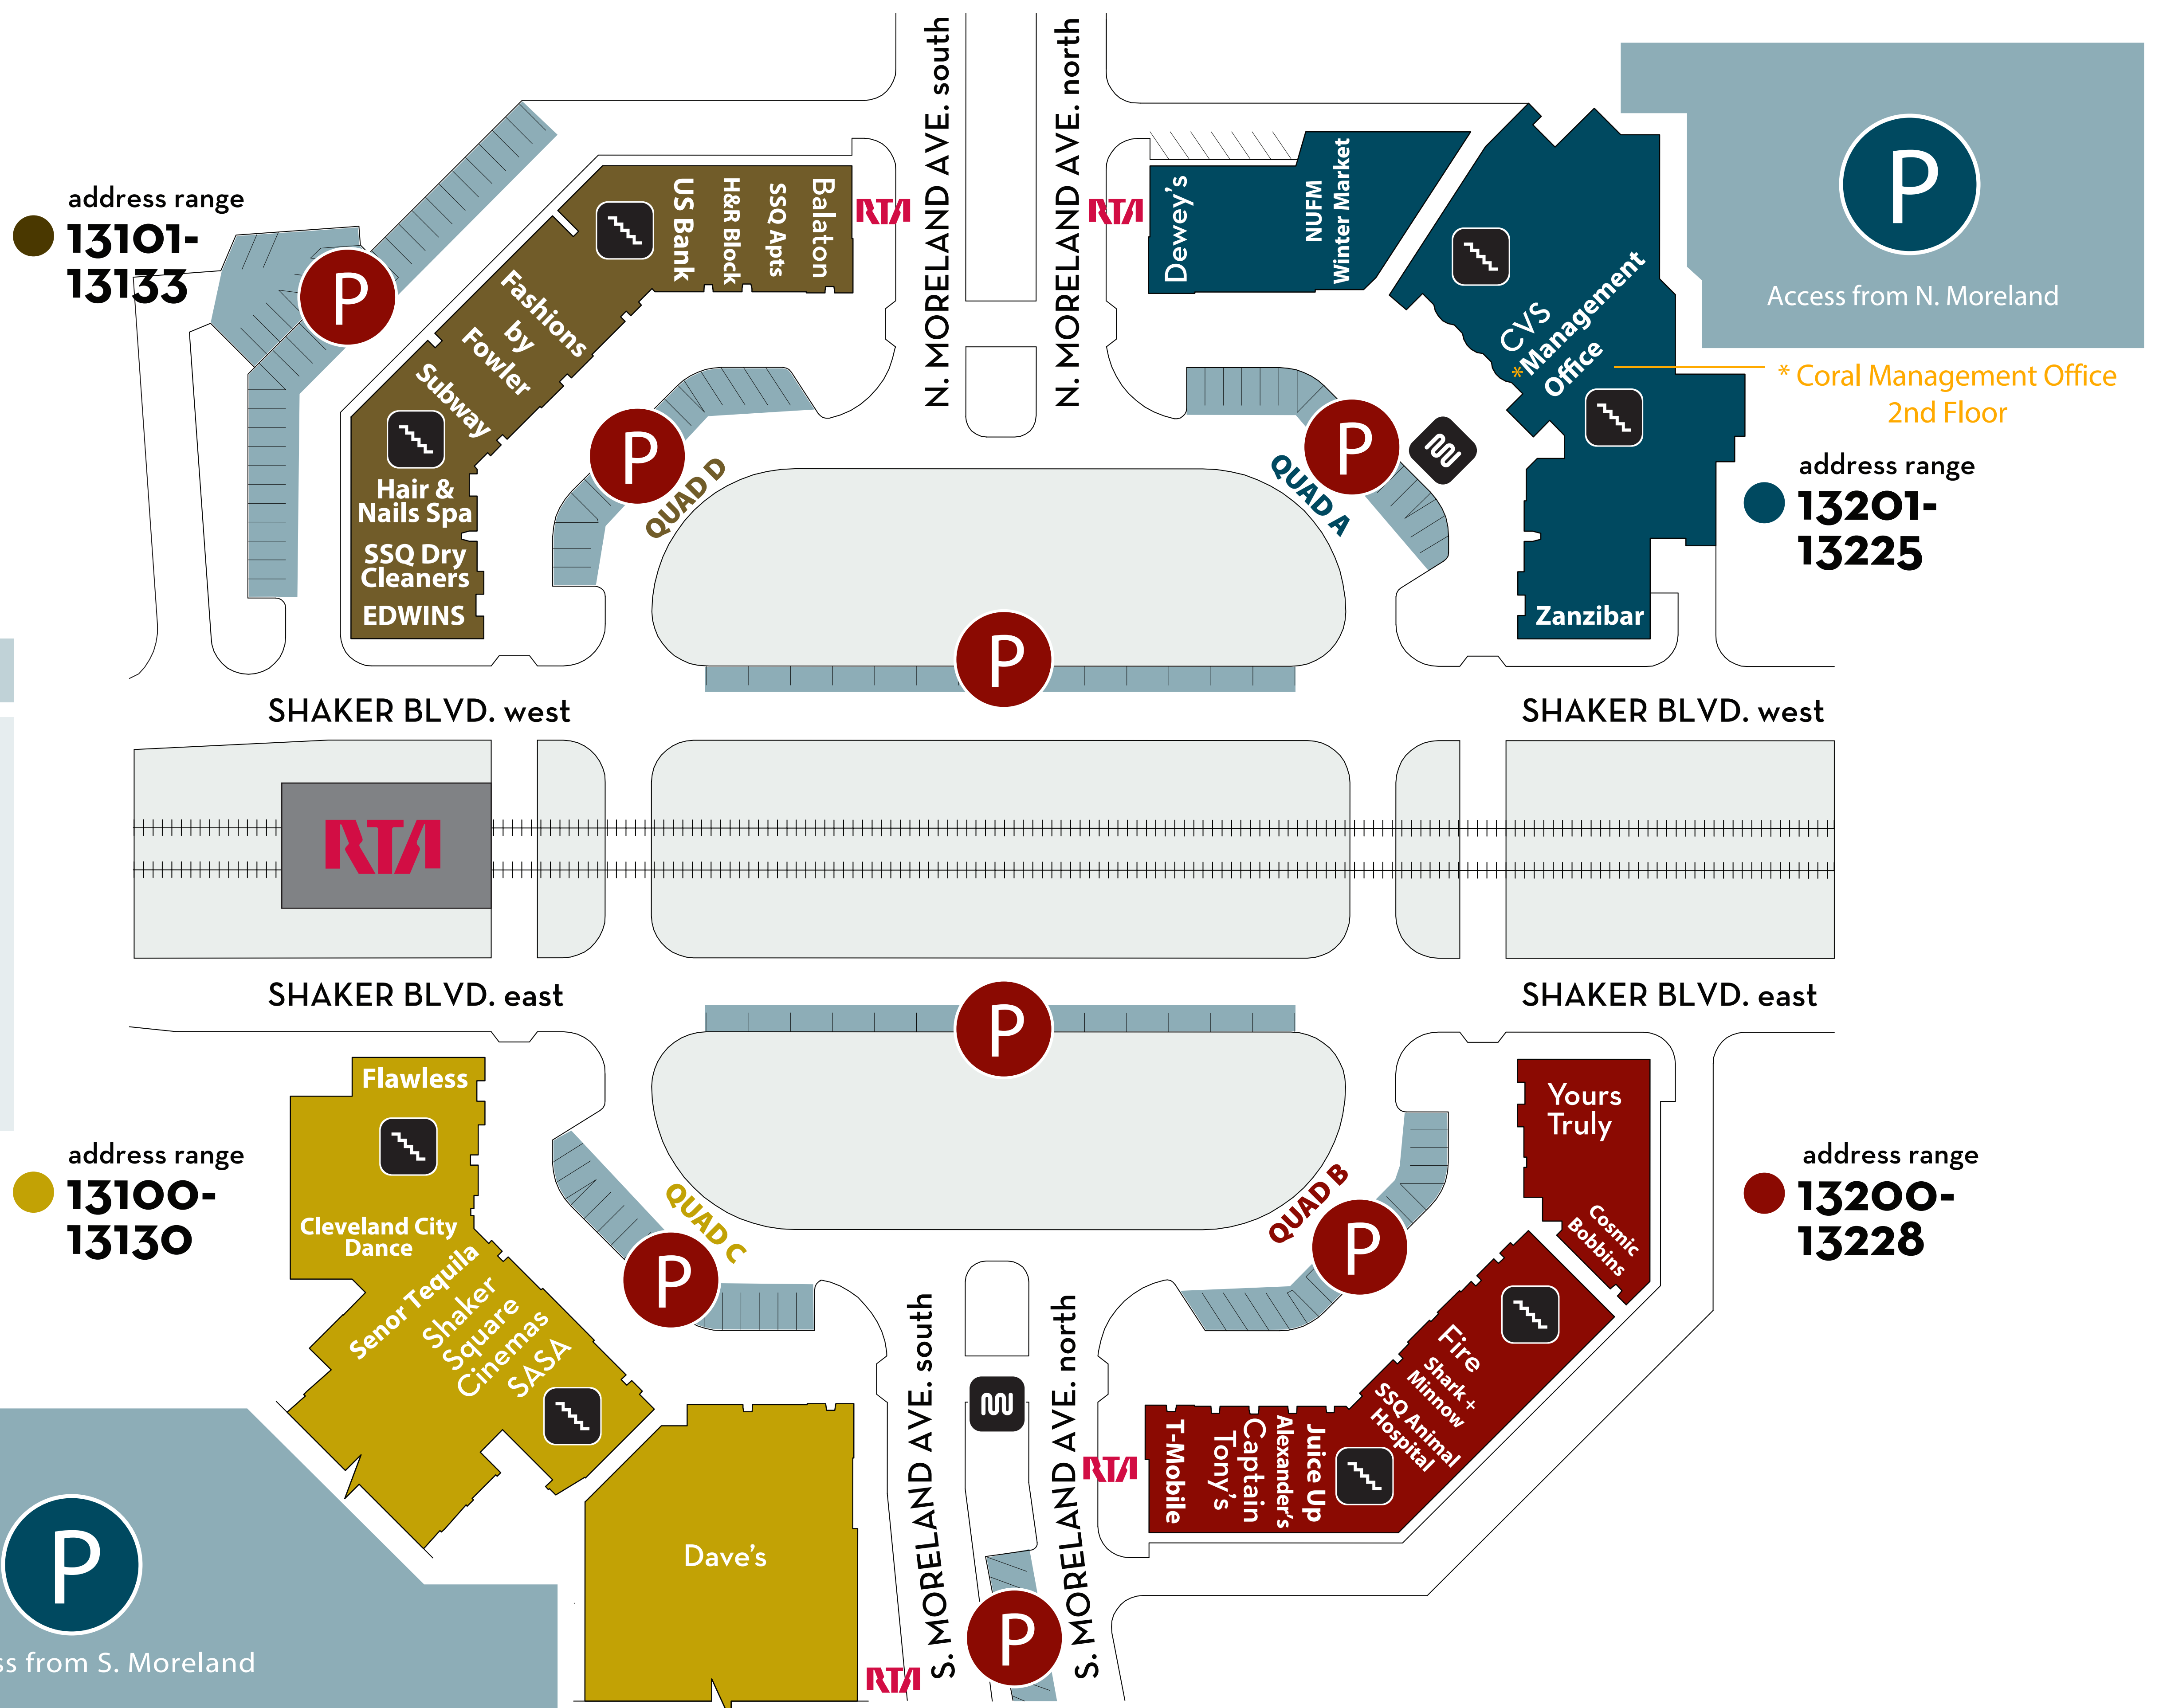 N. MORELAND AVE. south
N. MORELAND AVE. north
address range
13101-
13133
US Bank
H&R Block
SSQ Apts
Balaton
RTA
RTA
Dewey's
NUFM
Winter Market
P
Access from N. Moreland
P
Fashions
by
Fowler
Subway
Hair &
Nails Spa
SSQ Dry
Cleaners
EDWINS
P
QUAD D
P
QUAD A
CVS
*Management
Office
* Coral Management Office
2nd Floor
address range
13201-
13225
Zanzibar
P
SHAKER BLVD. west
SHAKER BLVD. west
RTA
SHAKER BLVD. east
SHAKER BLVD. east
P
Flawless
Cleveland City
Dance
Senor Tequila
Shaker
Square
Cinemas
SASA
address range
13100-
13130
QUAD C
P
QUAD B
P
Yours
Truly
Cosmic
Bobbins
address range
13200-
13228
Fire
Shark +
Minnow
SSQ Animal
Hospital
T-Mobile
Captain
Tony's
Alexander's
Juice Up
RTA
S. MORELAND AVE. south
S. MORELAND AVE. north
Dave's
P
ss from S. Moreland
P
RTA